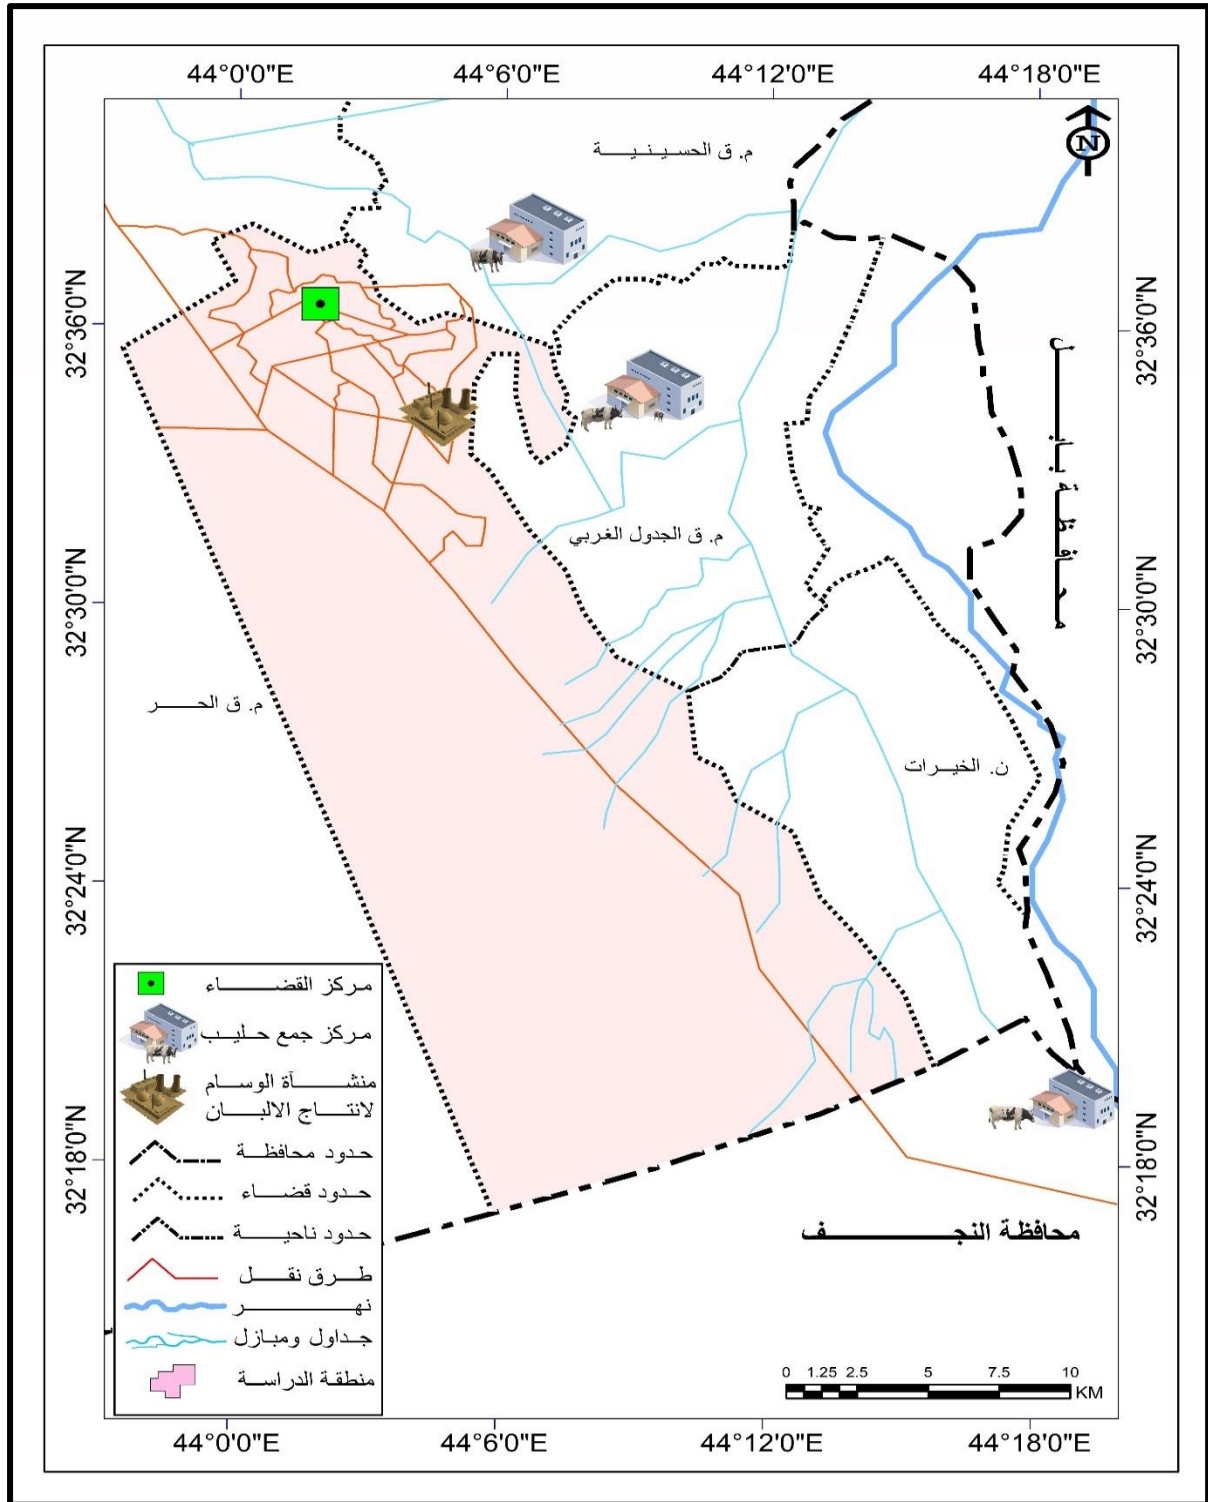 44°0'0"E
44°6'0"E
44°12'0"E
44°18'0"E
N
م. ق الحسينية
32°36'0"N
32°36'0"N
محافظة بابل
م. ق الجدول الغربي
32°30'0"N
32°30'0"N
م. ق الحر
ن. الخيرات
32°24'0"N
32°24'0"N
مركز القضاء
مركز جمع حليب
منشأة الوسام
لانتاج الالبان
حدود محافظة
حدود قضاء
حدود ناحية
طرق نقل
نهر
جداول ومبازل
منطقة الدراسة
32°18'0"N
32°18'0"N
محافظة النجف
0 1.25 2.5 5 7.5 10
KM
44°0'0"E
44°6'0"E
44°12'0"E
44°18'0"E